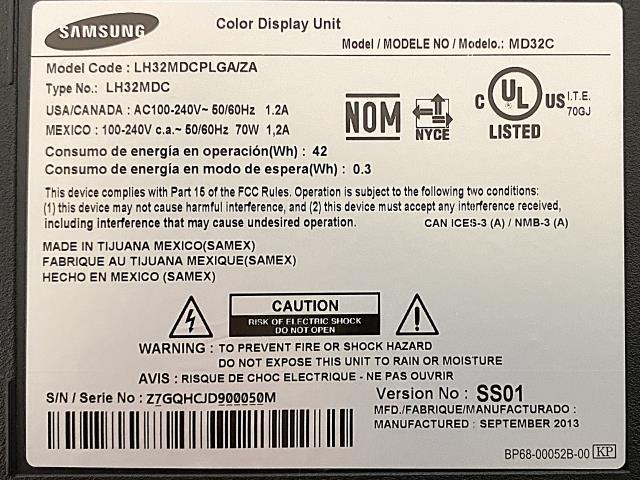 SAMSUNG
Color Display Unit
Model / MODELE NO / Modelo.: MD32C
Model Code : LH32MDCPLGA/ZA
Type No.: LH32MDC
USA/CANADA : AC100-240V~ 50/60Hz 1.2A
MEXICO : 100-240V c.a.~ 50/60Hz 70W 1,2A
NOM
NYCE
C UL US
LISTED
I.T.E.
70GJ
Consumo de energía en operación(Wh) : 42
Consumo de energía en modo de espera(Wh) : 0.3
This device complies with Part 15 of the FCC Rules. Operation is subject to the following two conditions:
(1) this device may not cause harmful interference, and (2) this device must accept any interference received,
including interference that may cause undesired operation. CAN ICES-3 (A) / NMB-3 (A)
MADE IN TIJUANA MEXICO(SAMEX)
FABRIQUE AU TIJUANA MEXIQUE(SAMEX)
HECHO EN MEXICO (SAMEX)
CAUTION
RISK OF ELECTRIC SHOCK
DO NOT OPEN
WARNING : TO PREVENT FIRE OR SHOCK HAZARD
DO NOT EXPOSE THIS UNIT TO RAIN OR MOISTURE
AVIS : RISQUE DE CHOC ELECTRIQUE - NE PAS OUVRIR
S/N / Serie No : Z7GQHCJD900050M
Version No : SS01
MFD./FABRIQUE/MANUFACTURADO :
MANUFACTURED : SEPTEMBER 2013
BP68-00052B-00 KP